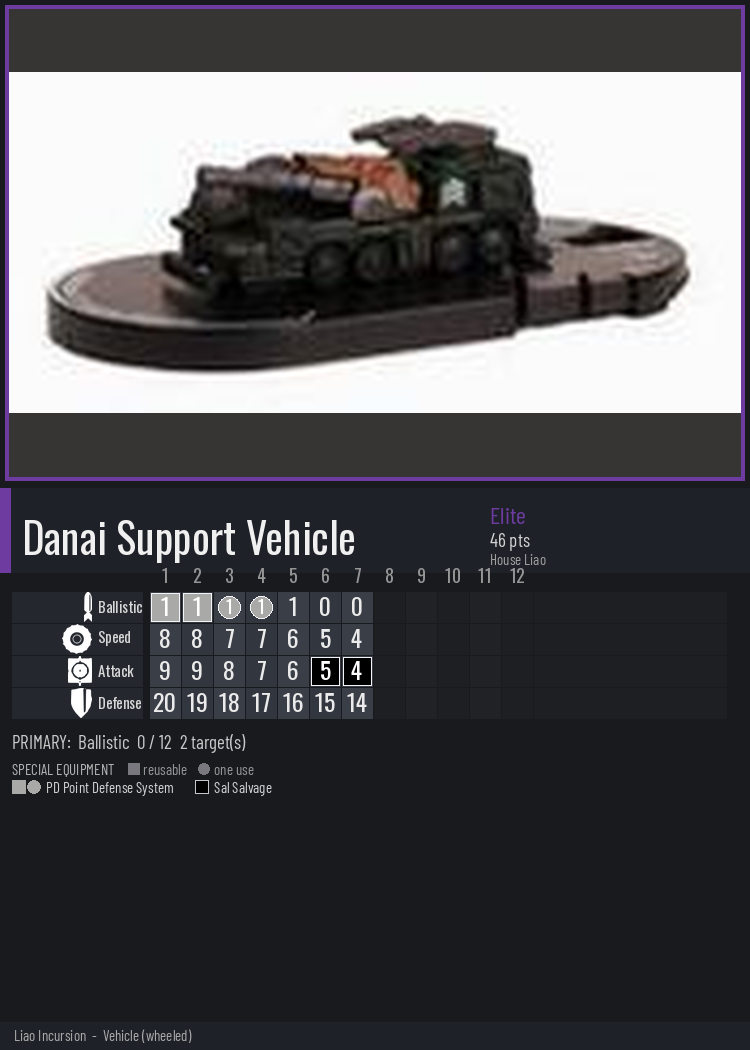 Danai Support Vehicle
Elite
46 pts
House Liao
1 2 3 4 5 6 7 8 9 10 11 12
Ballistic 1 1 1 1 1 0 0
Speed 8 8 7 7 6 5 4
Attack 9 9 8 7 6 5 4
Defense 20 19 18 17 16 15 14
PRIMARY: Ballistic 0 / 12 2 target(s)
SPECIAL EQUIPMENT reusable one use
PD Point Defense System Sal Salvage
Liao Incursion - Vehicle (wheeled)